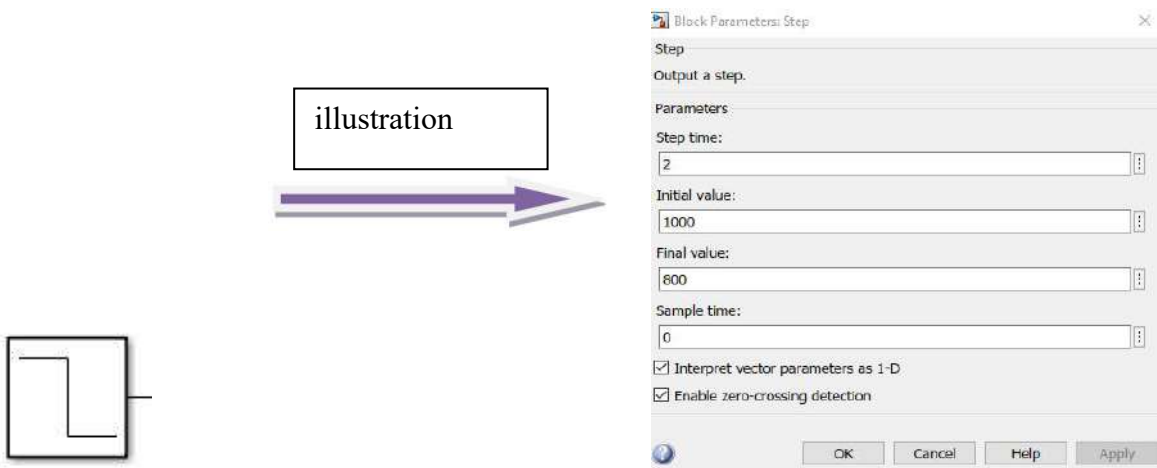 illustration
Block Parameters: Step
Step
Output a step.
Parameters
Step time:
2
Initial value:
1000
Final value:
800
Sample time:
0
Interpret vector parameters as 1-D
Enable zero-crossing detection
OK Cancel Help Apply